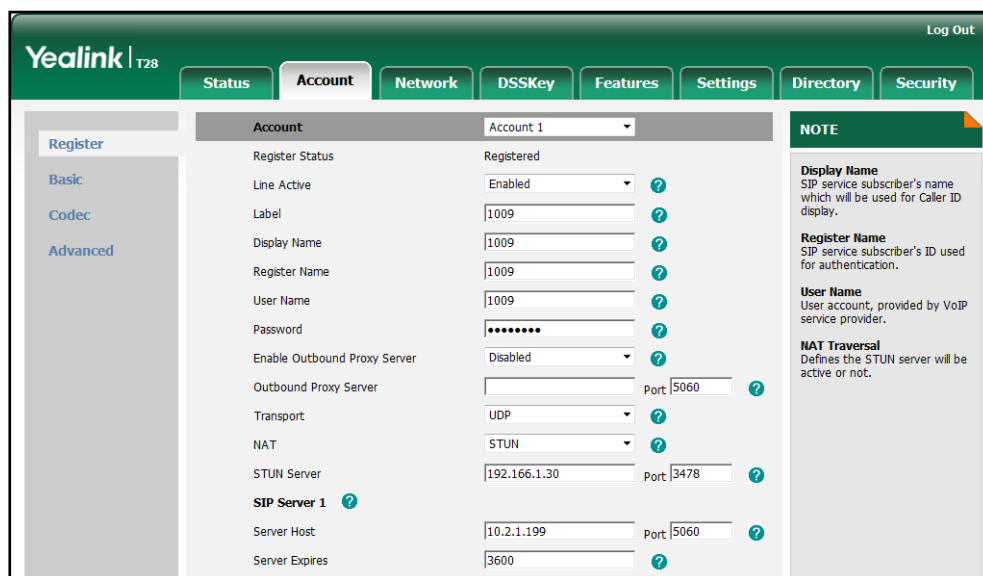 Log Out
Yealink | T28
Status Account Network DSSKey Features Settings Directory Security
Register
Basic
Codec
Advanced
Account Account 1
Register Status Registered
Line Active Enabled ?
Label 1009 ?
Display Name 1009 ?
Register Name 1009 ?
User Name 1009 ?
Password •••••••• ?
Enable Outbound Proxy Server Disabled ?
Outbound Proxy Server Port 5060 ?
Transport UDP ?
NAT STUN ?
STUN Server 192.166.1.30 Port 3478 ?
SIP Server 1 ?
Server Host 10.2.1.199 Port 5060 ?
Server Expires 3600 ?
NOTE
Display Name
SIP service subscriber's name
which will be used for Caller ID
display.
Register Name
SIP service subscriber's ID used
for authentication.
User Name
User account, provided by VoIP
service provider.
NAT Traversal
Defines the STUN server will be
active or not.